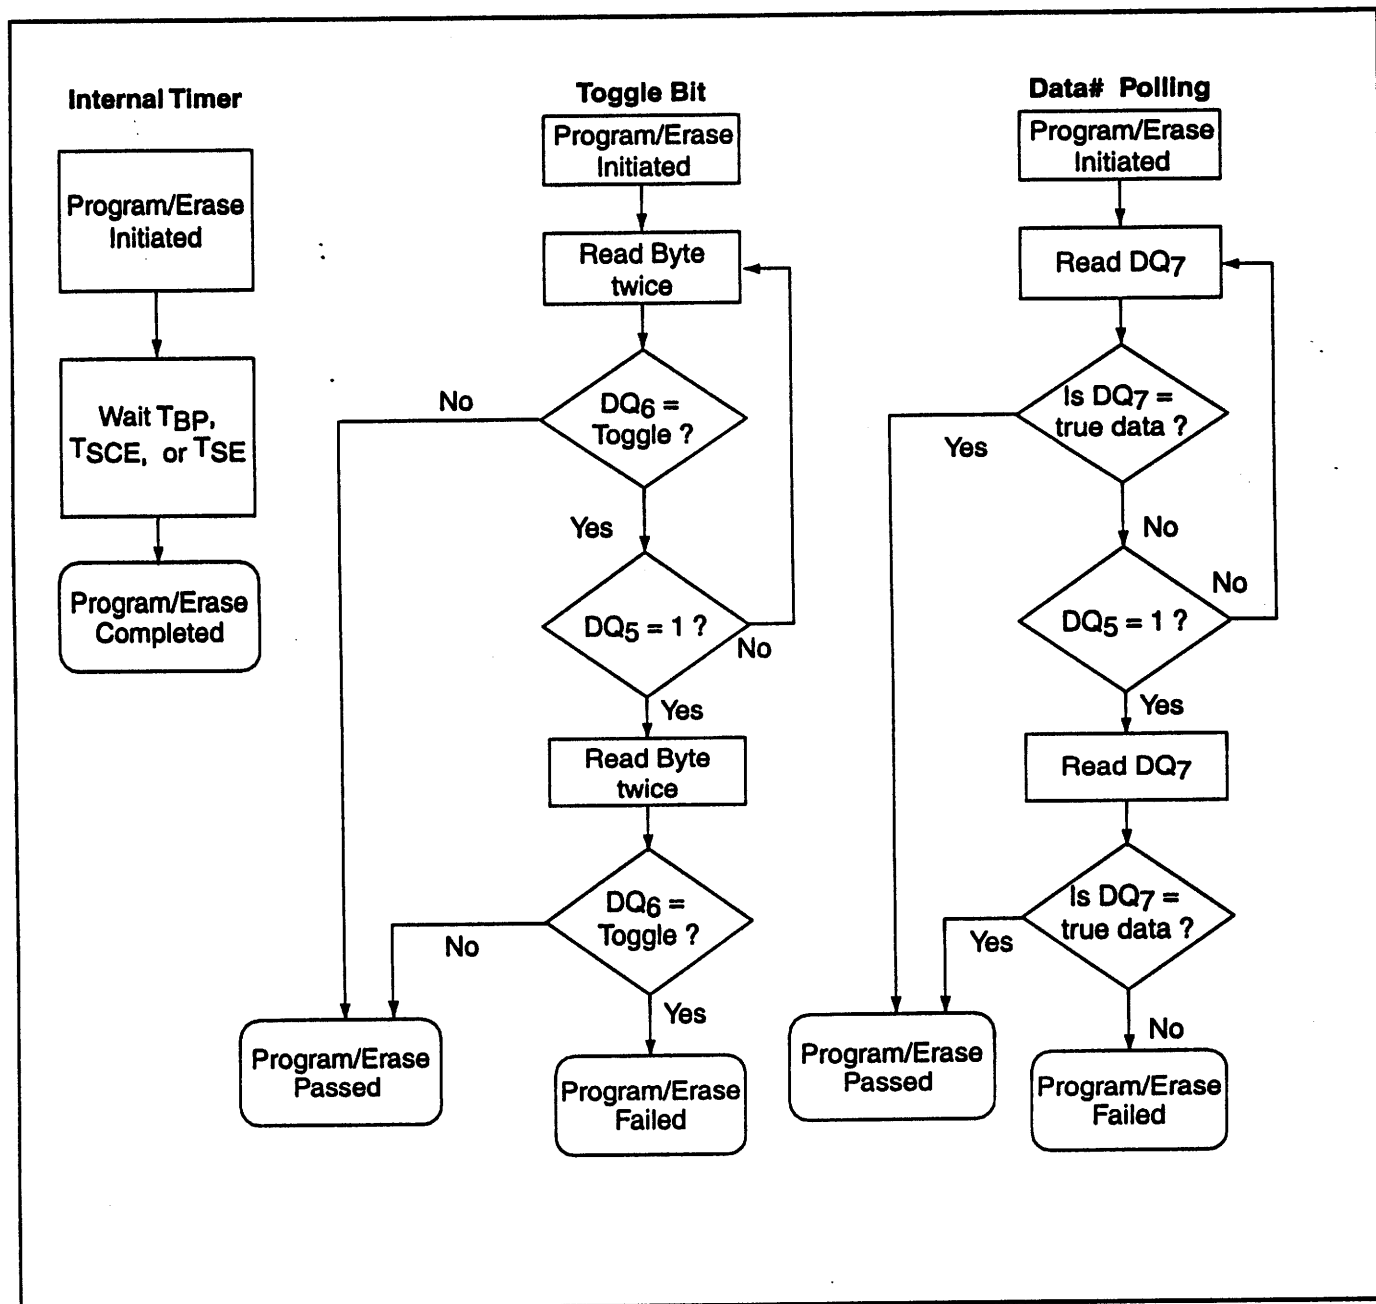 Internal Timer
Program/Erase
Initiated
Wait TBP,
TSCE, or TSE
Program/Erase
Completed
Toggle Bit
Program/Erase
Initiated
Read Byte
twice
DQ6 =
Toggle ?
No
Yes
DQ5 = 1 ?
No
Yes
Read Byte
twice
DQ6 =
Toggle ?
No
Yes
Program/Erase
Passed
Program/Erase
Failed
Data# Polling
Program/Erase
Initiated
Read DQ7
Is DQ7 =
true data ?
Yes
No
DQ5 = 1 ?
No
Yes
Read DQ7
Is DQ7 =
true data ?
Yes
No
Program/Erase
Passed
Program/Erase
Failed